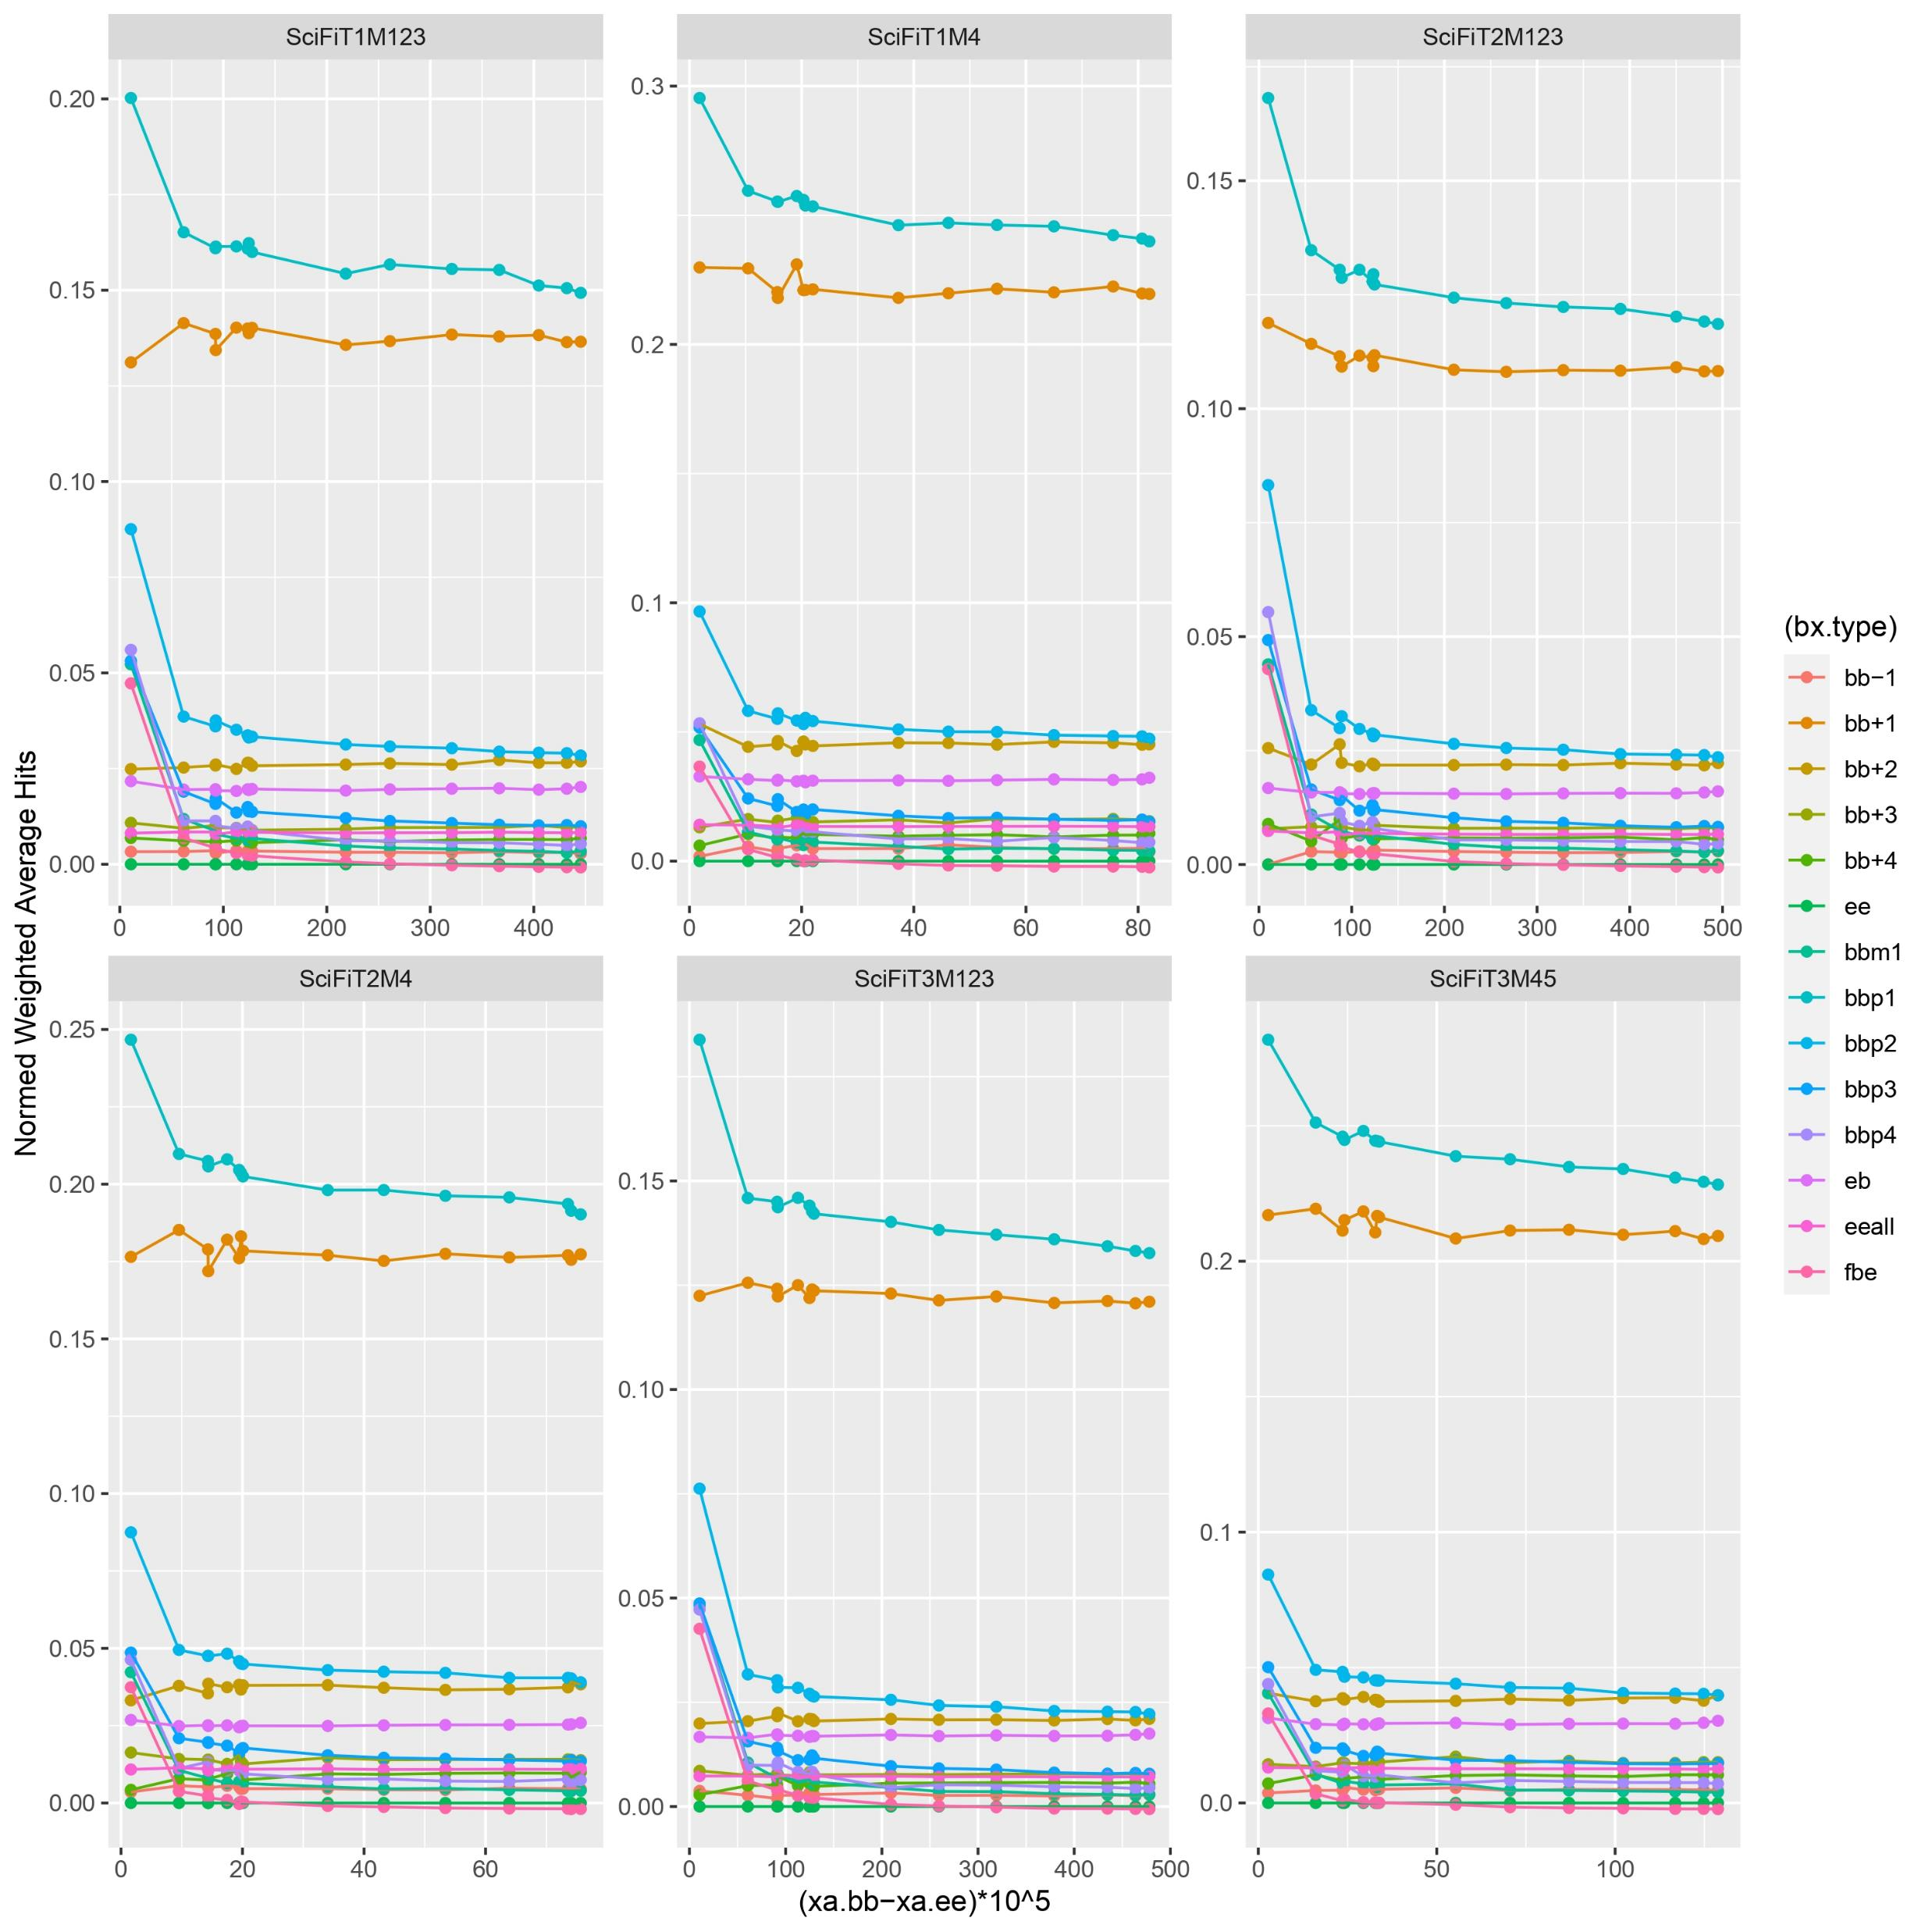 SciFiT1M123
SciFiT1M4
SciFiT2M123
0.20
0.15
0.10
0.05
0.00
0.3
0.2
0.1
0.0
0.15
0.10
0.05
0.00
0 100 200 300 400
0 20 40 60 80
0 100 200 300 400 500
SciFiT2M4
SciFiT3M123
SciFiT3M45
0.25
0.20
0.15
0.10
0.05
0.00
0.15
0.10
0.05
0.00
0.2
0.1
0.0
0 20 40 60
0 100 200 300 400 500
0 50 100
(xa.bb−xa.ee)*10^5
Normed Weighted Average Hits
(bx.type)
bb−1
bb+1
bb+2
bb+3
bb+4
ee
bbm1
bbp1
bbp2
bbp3
bbp4
eb
eeall
fbe